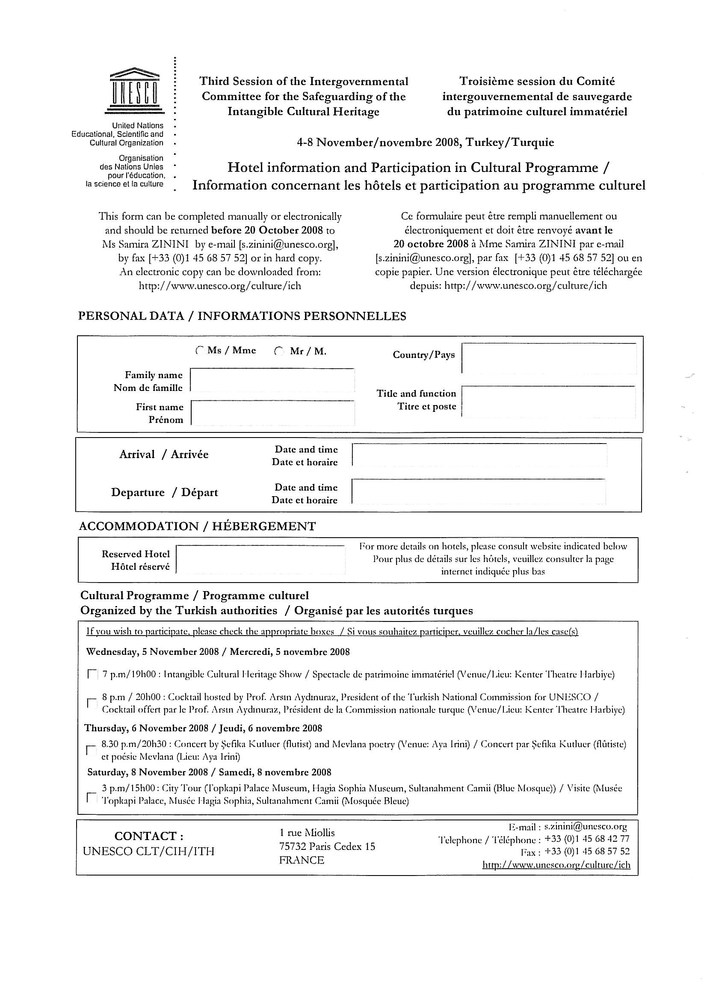 UNESCO
United Nations
Educational, Scientific and
Cultural Organization
Organisation
des Nations Unies
pour l'éducation,
la science et la culture
Third Session of the Intergovernmental
Committee for the Safeguarding of the
Intangible Cultural Heritage
Troisième session du Comité
intergouvernemental de sauvegarde
du patrimoine culturel immatériel
4-8 November/novembre 2008, Turkey/Turquie
Hotel information and Participation in Cultural Programme /
Information concernant les hôtels et participation au programme culturel
This form can be completed manually or electronically
and should be returned before 20 October 2008 to
Ms Samira ZININI by e-mail [s.zinini@unesco.org],
by fax [+33 (0)1 45 68 57 52] or in hard copy.
An electronic copy can be downloaded from:
http://www.unesco.org/culture/ich
Ce formulaire peut être rempli manuellement ou
électroniquement et doit être renvoyé avant le
20 octobre 2008 à Mme Samira ZININI par e-mail
[s.zinini@unesco.org], par fax [+33 (0)1 45 68 57 52] ou en
copie papier. Une version électronique peut être téléchargée
depuis: http://www.unesco.org/culture/ich
PERSONAL DATA / INFORMATIONS PERSONNELLES
Ms / Mme Mr / M.
Country/Pays
Family name
Nom de famille
Title and function
Titre et poste
First name
Prénom
Arrival / Arrivée
Date and time
Date et horaire
Departure / Départ
Date and time
Date et horaire
ACCOMMODATION / HÉBERGEMENT
Reserved Hotel
Hôtel réservé
For more details on hotels, please consult website indicated below
Pour plus de détails sur les hôtels, veuillez consulter la page
internet indiquée plus bas
Cultural Programme / Programme culturel
Organized by the Turkish authorities / Organisé par les autorités turques
If you wish to participate, please check the appropriate boxes / Si vous souhaitez participer, veuillez cocher la/les case(s)
Wednesday, 5 November 2008 / Mercredi, 5 novembre 2008
7 p.m/19h00 : Intangible Cultural Heritage Show / Spectacle de patrimoine immatériel (Venue/Lieu: Kenter Theatre Harbiye)
8 p.m / 20h00 : Cocktail hosted by Prof. Arsın Aydınuraz, President of the Turkish National Commission for UNESCO /
Cocktail offert par le Prof. Arsın Aydınuraz, Président de la Commission nationale turque (Venue/Lieu: Kenter Theatre Harbiye)
Thursday, 6 November 2008 / Jeudi, 6 novembre 2008
8.30 p.m/20h30 : Concert by Şefika Kutluer (flutist) and Mevlana poetry (Venue: Aya Irini) / Concert par Şefika Kutluer (flûtiste)
et poésie Mevlana (Lieu: Aya Irini)
Saturday, 8 November 2008 / Samedi, 8 novembre 2008
3 p.m/15h00 : City Tour (Topkapi Palace Museum, Hagia Sophia Museum, Sultanahment Camii (Blue Mosque)) / Visite (Musée
Topkapi Palace, Musée Hagia Sophia, Sultanahment Camii (Mosquée Bleue)
CONTACT :
UNESCO CLT/CIH/ITH
1 rue Miollis
75732 Paris Cedex 15
FRANCE
E-mail : s.zinini@unesco.org
Telephone / Téléphone : +33 (0)1 45 68 42 77
Fax : +33 (0)1 45 68 57 52
http://www.unesco.org/culture/ich